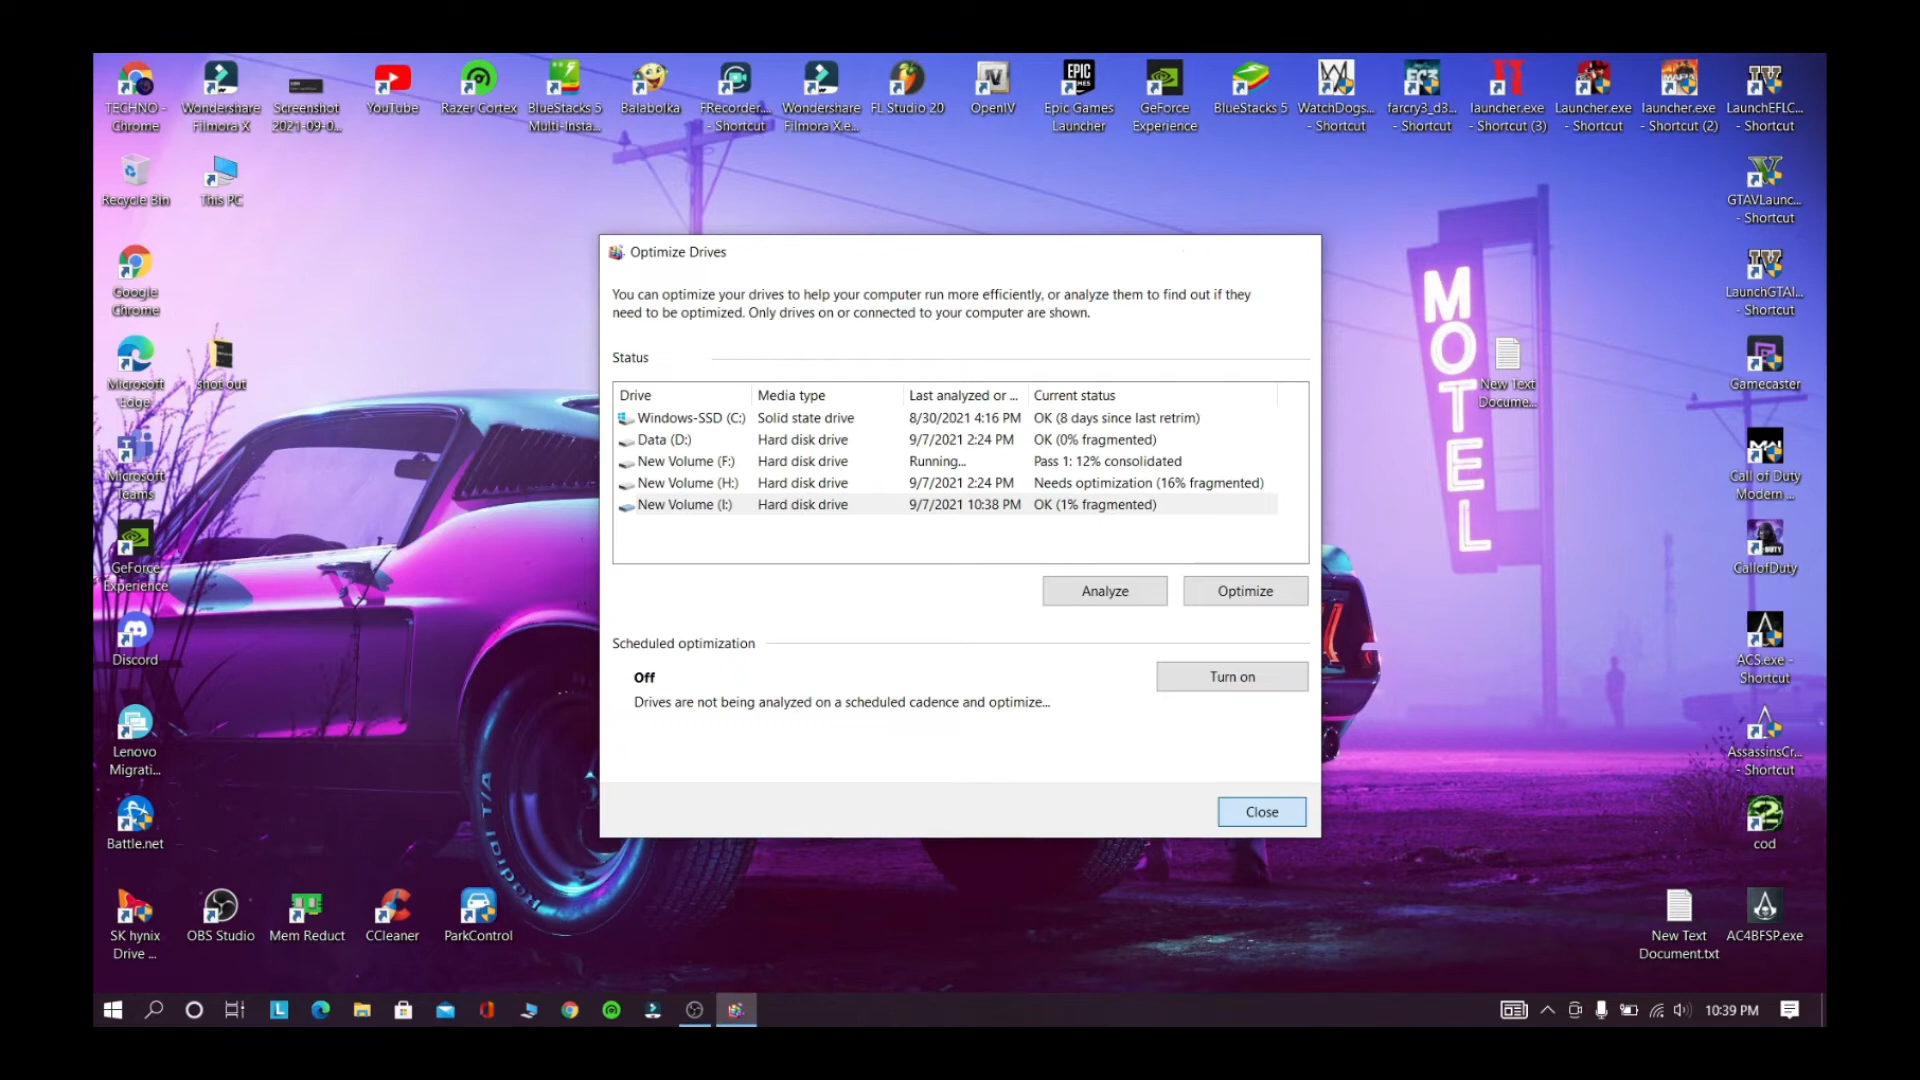 TECHNO -
Chrome
Wondershare
Filmora X
Screenshot
2021-09-0...
YouTube
Razer Cortex
BlueStacks 5
Multi-Insta...
Balabolka
FRecorder....
- Shortcut
Wondershare
Filmora X.e...
FL Studio 20
OpenIV
Epic Games
Launcher
GeForce
Experience
BlueStacks 5
WatchDogs...
- Shortcut
farcry3_d3...
- Shortcut
launcher.exe
- Shortcut (3)
Launcher.exe
- Shortcut
launcher.exe
- Shortcut (2)
LaunchEFLC...
- Shortcut
Recycle Bin
This PC
GTAVLaunc...
- Shortcut
Google
Chrome
LaunchGTAI...
- Shortcut
Microsoft
Edge
shot out
New Text
Docume...
Gamecaster
Microsoft
Teams
Call of Duty
Modern ...
GeForce
Experience
CallofDuty
Discord
ACS.exe -
Shortcut
Lenovo
Migrati...
AssassinsCr...
- Shortcut
Battle.net
cod
SK hynix
Drive ...
OBS Studio
Mem Reduct
CCleaner
ParkControl
New Text
Document.txt
AC4BFSP.exe
MOTEL
Optimize Drives
You can optimize your drives to help your computer run more efficiently, or analyze them to find out if they
need to be optimized. Only drives on or connected to your computer are shown.
Status
Drive Media type Last analyzed or ... Current status
Windows-SSD (C:) Solid state drive 8/30/2021 4:16 PM OK (8 days since last retrim)
Data (D:) Hard disk drive 9/7/2021 2:24 PM OK (0% fragmented)
New Volume (F:) Hard disk drive Running... Pass 1: 12% consolidated
New Volume (H:) Hard disk drive 9/7/2021 2:24 PM Needs optimization (16% fragmented)
New Volume (I:) Hard disk drive 9/7/2021 10:38 PM OK (1% fragmented)
Analyze Optimize
Scheduled optimization
Off
Turn on
Drives are not being analyzed on a scheduled cadence and optimize...
Close
10:39 PM